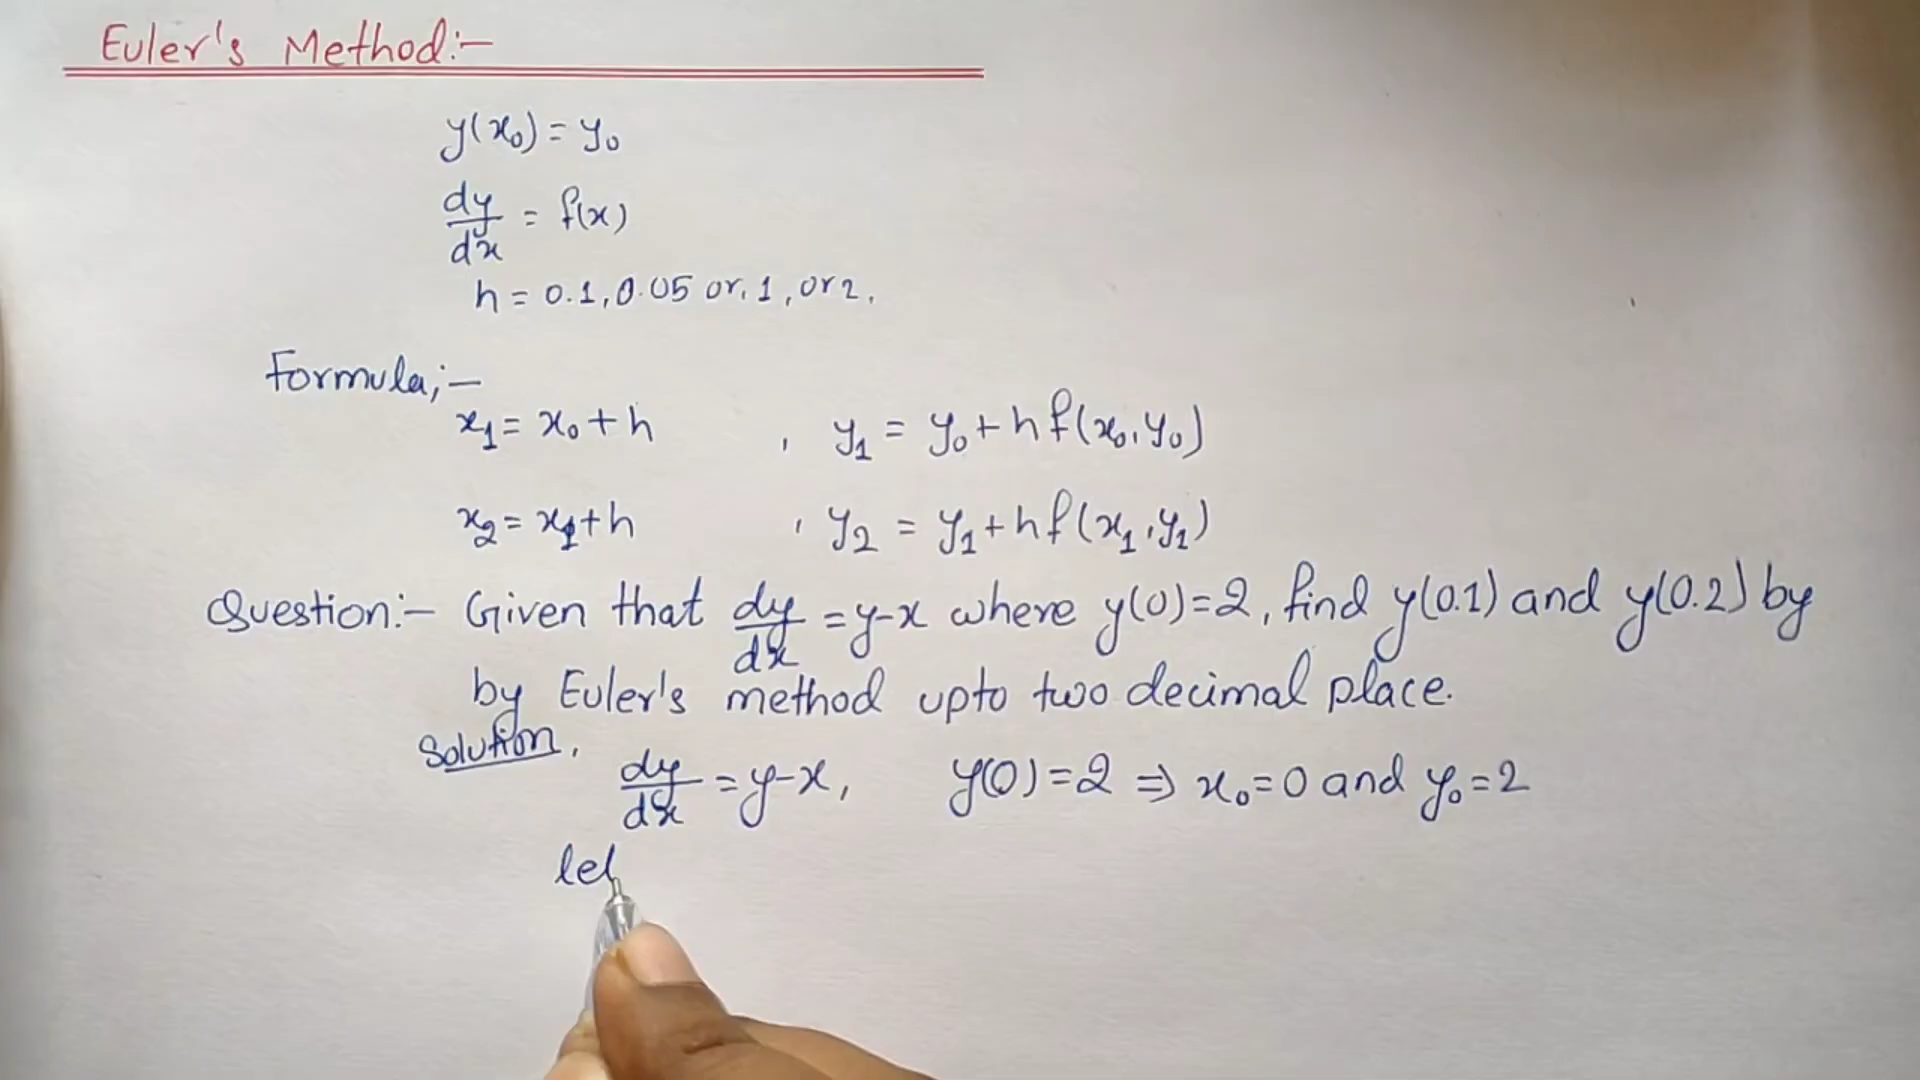 Euler's Method:-
y(x₀) = y₀
dy/dx = f(x)
h = 0.1, 0.05 or, 1, or 2,
Formula;-
x₁ = x₀ + h , y₁ = y₀ + h f(x₀, y₀)
x₂ = x₁ + h , y₂ = y₁ + h f(x₁, y₁)
Question:- Given that dy/dx = y-x where y(0)=2, find y(0.1) and y(0.2) by
by Euler's method upto two decimal place.
Solution,
dy/dx = y-x, y(0)=2 ⇒ x₀=0 and y₀=2
let